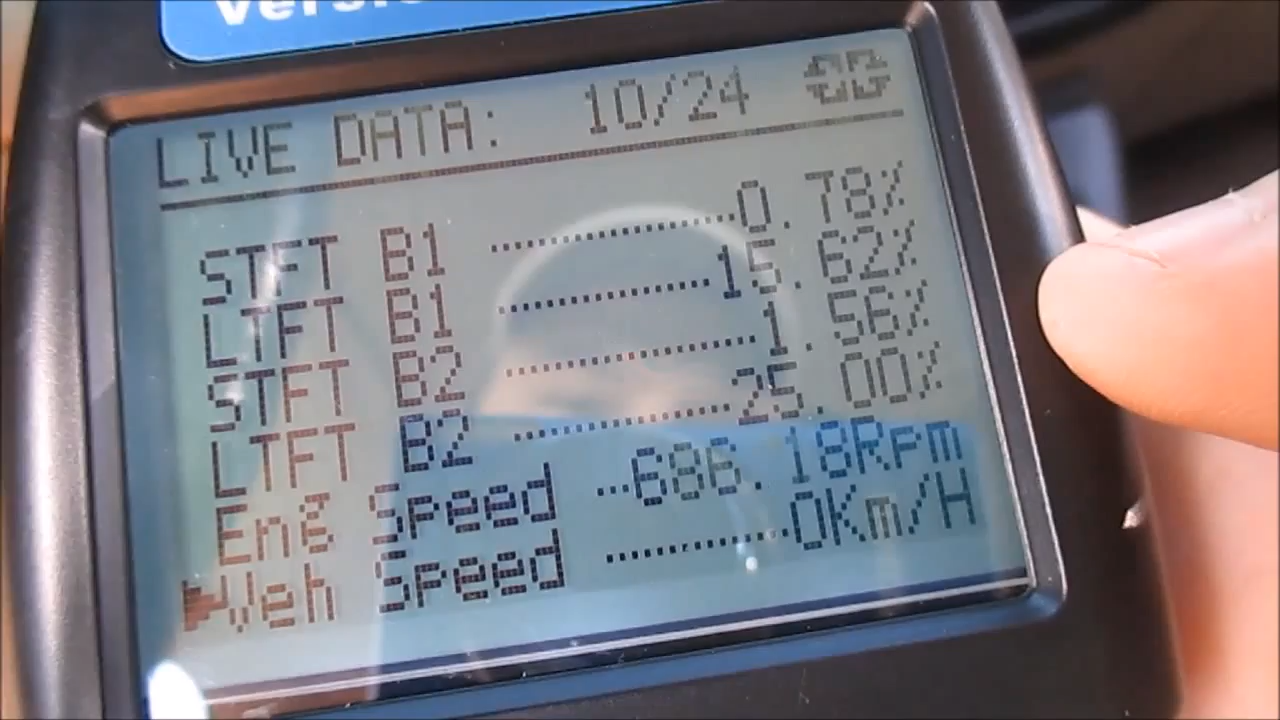 LIVE DATA: 10/24
STFT B1 ..................0.78%
LTFT B1 ................15.62%
STFT B2 ...................1.56%
LTFT B2 ................25.00%
Eng Speed ...686.18Rpm
Veh Speed .............0Km/H